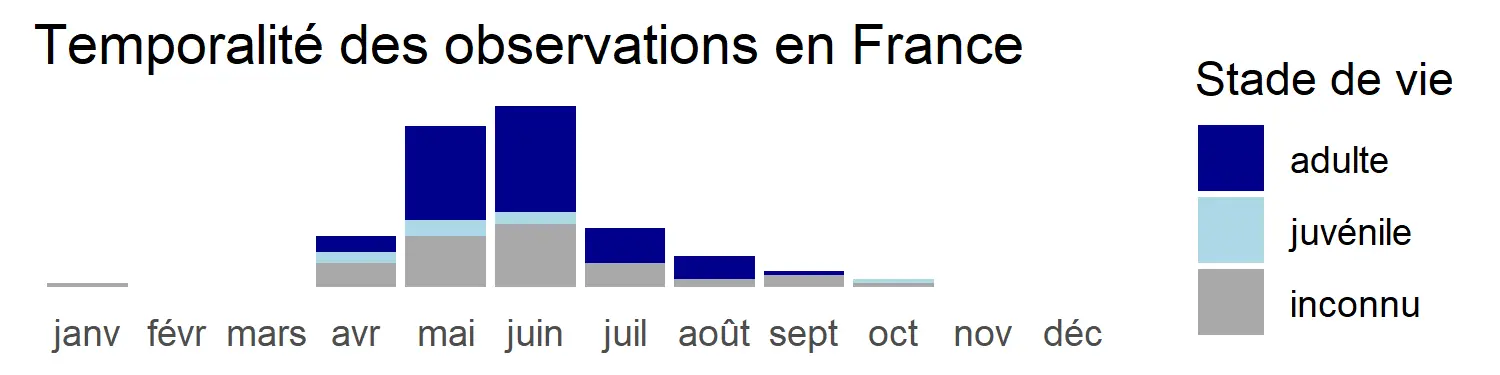 Temporalité des observations en France
Stade de vie
adulte
juvénile
inconnu
janv févr mars avr mai juin juil août sept oct nov déc